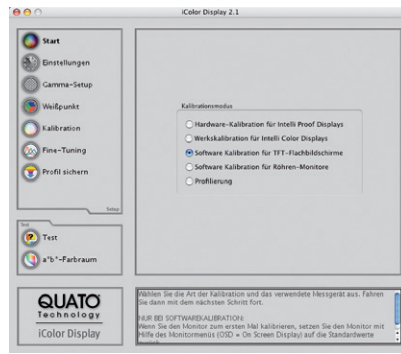 iColor Display 2.1
Start
Einstellungen
Gamma-Setup
Weißpunkt
Kalibration
Fine-Tuning
Profil sichern
Setup
Test
Test
a*b*-Farbraum
Kalibrationsmodus
Hardware-Kalibration für Intelli Proof Displays
Werkskalibration für Intelli Color Displays
Software Kalibration für TFT-Flachbildschirme
Software Kalibration für Röhren-Monitore
Profilierung
QUATO
Technology
iColor Display
Wählen Sie die Art der Kalibration und das verwendete Messgerät aus. Fahren
Sie dann mit dem nächsten Schritt fort.
NUR BEI SOFTWAREKALIBRATION:
Wenn Sie den Monitor zum ersten Mal kalibrieren, setzen Sie den Monitor mit
Hilfe des Monitormenüs (OSD = On Screen Display) auf die Standardwerte